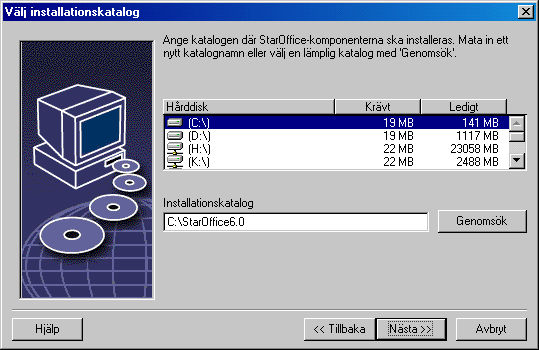 Välj installationskatalog
Ange katalogen där StarOffice-komponenterna ska installeras. Mata in ett
nytt katalognamn eller välj en lämplig katalog med 'Genomsök'.
Hårddisk Krävt Ledigt
(C:\) 19 MB 141 MB
(D:\) 19 MB 1117 MB
(H:\) 22 MB 23058 MB
(K:\) 22 MB 2488 MB
Installationskatalog
C:\StarOffice6.0 Genomsök
Hjälp << Tillbaka Nästa >> Avbryt